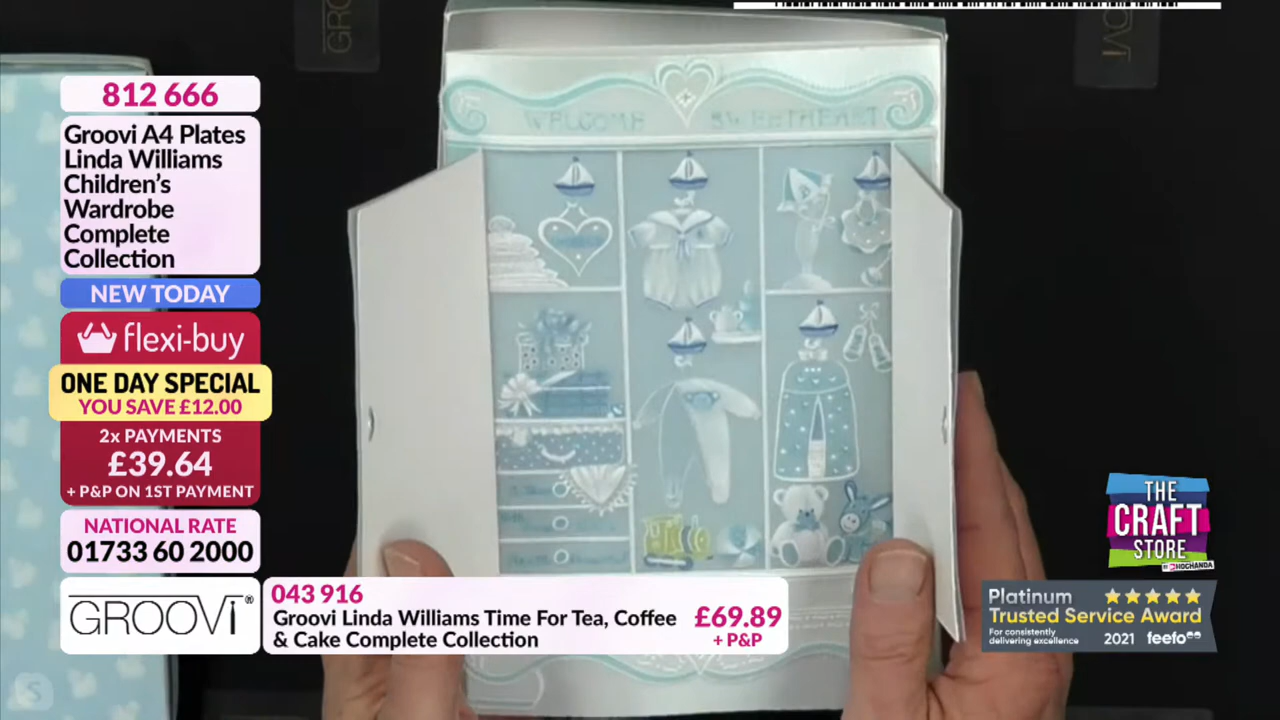 812 666
Groovi A4 Plates
Linda Williams
Children's
Wardrobe
Complete
Collection
NEW TODAY
flexi-buy
ONE DAY SPECIAL
YOU SAVE £12.00
2x PAYMENTS
£39.64
+ P&P ON 1ST PAYMENT
NATIONAL RATE
01733 60 2000
GROOVI®
043 916
Groovi Linda Williams Time For Tea, Coffee
& Cake Complete Collection
£69.89
+ P&P
WELCOME SWEETHEART
THE
CRAFT
STORE
BY HOCHANDA
Platinum
Trusted Service Award
For consistently
delivering excellence
2021 feefo